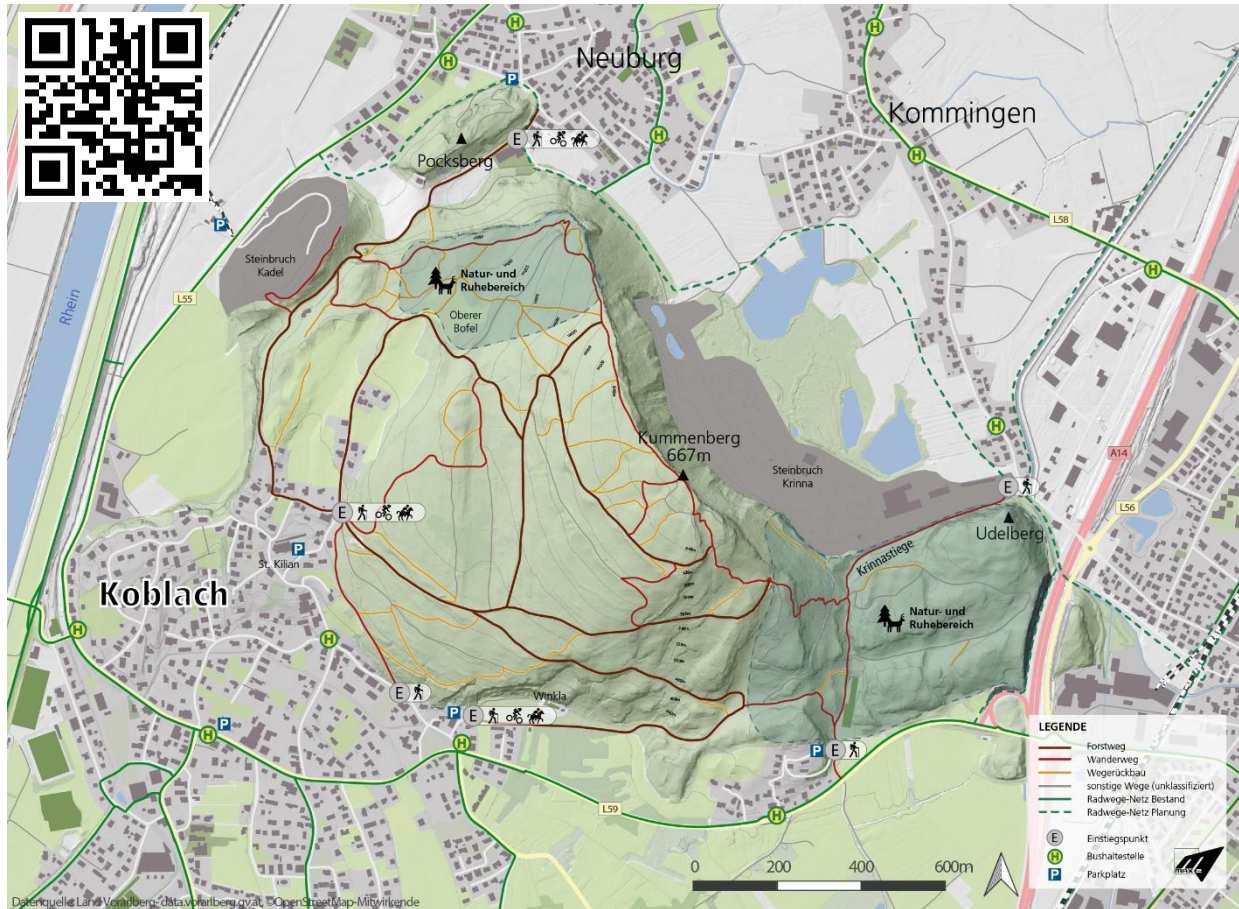 Neuburg
Kommingen
Pocksberg
E
L58
Steinbruch
Kadel
Natur- und
Ruhebereich
Oberer
Bofel
L55
Rhein
Kummenberg
667m
Steinbruch
Krinna
A14
E
L56
Udelberg
E
Krinnastiege
St. Kilian
Koblach
Natur- und
Ruhebereich
E
Winkla
E
E
L59
LEGENDE
Forstweg
Wanderweg
Wegerückbau
sonstige Wege (unklassifiziert)
Radwege-Netz Bestand
Radwege-Netz Planung
E Einstiegspunkt
H Bushaltestelle
P Parkplatz
0 200 400 600m
Datenquelle Land Vorarlberg- data.vorarlberg.gv.at, ©OpenStreetMap-Mitwirkende